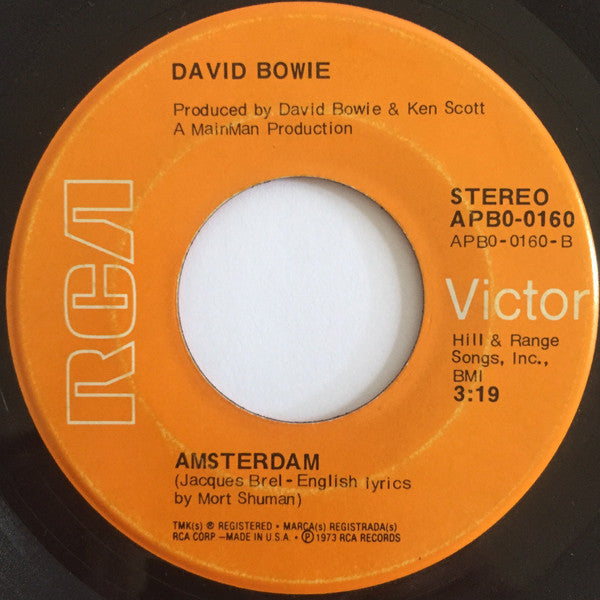 DAVID BOWIE
Produced by David Bowie & Ken Scott
A MainMan Production
RCA
STEREO
APBO-0160
APBO-0160-B
Victor
Hill & Range
Songs, Inc.,
BMI
3:19
AMSTERDAM
(Jacques Brel-English lyrics
by Mort Shuman)
TMK(s) ® REGISTERED • MARCA(s) REGISTRADA(s)
RCA CORP —MADE IN U.S.A. • ℗ 1973 RCA RECORDS